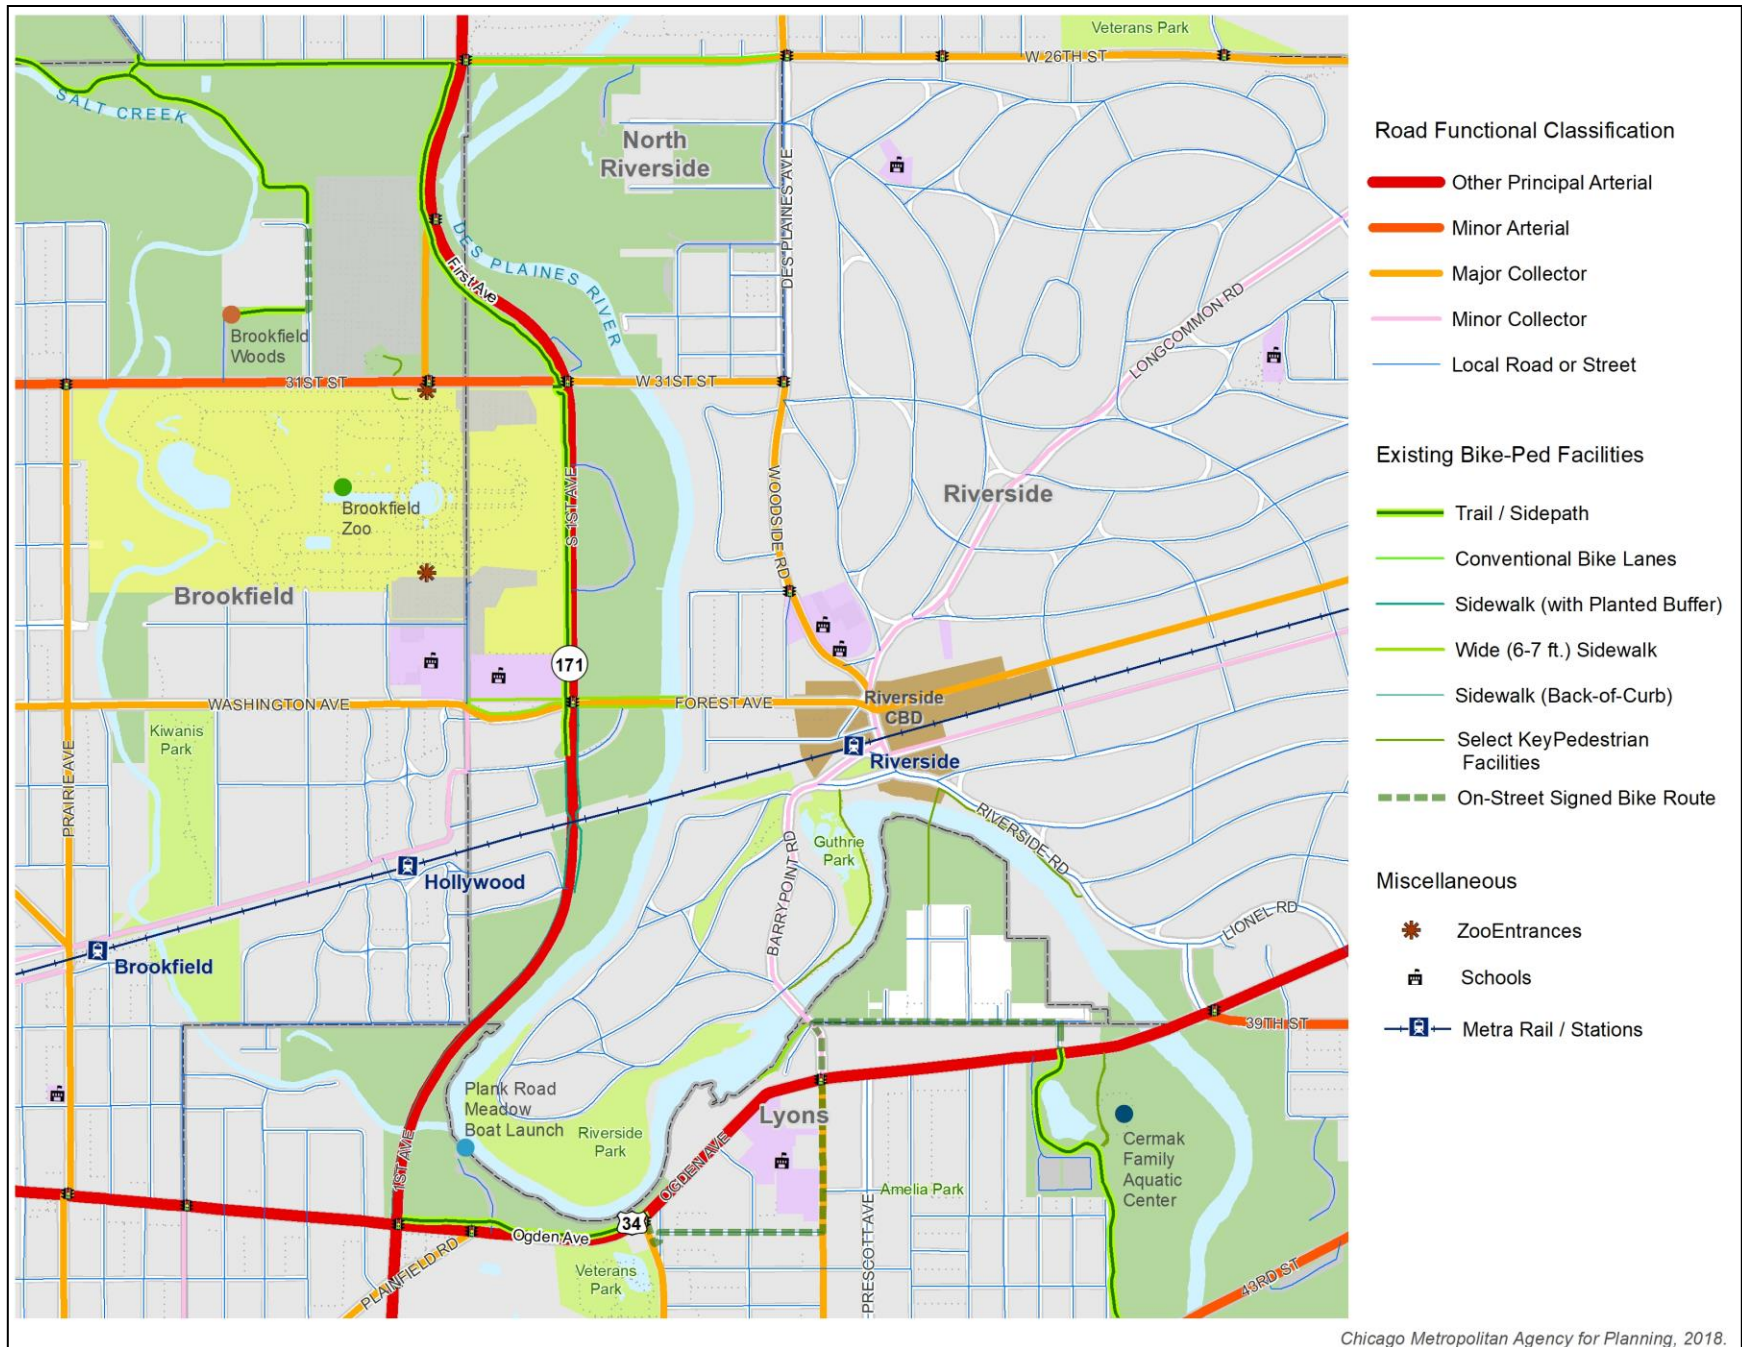 Veterans Park
W 26TH ST
SALT CREEK
North
Riverside
DES PLAINES AVE
DES PLAINES RIVER
First Ave
LONGCOMMON RD
Brookfield
Woods
31ST ST
W 31ST ST
WOODSIDE RD
S 1ST AVE
Riverside
Brookfield
Zoo
Brookfield
171
WASHINGTON AVE
FOREST AVE
Riverside
CBD
Kiwanis
Park
Riverside
PRAIRIE AVE
RIVERSIDE RD
Guthrie
Park
BARRYPOINT RD
Hollywood
LIONEL RD
Brookfield
39TH ST
Plank Road
Meadow
Boat Launch
Riverside
Park
Lyons
Cermak
Family
Aquatic
Center
1ST AVE
OGDEN AVE
Amelia Park
PRESCOTT AVE
34
Ogden Ave
PLAINFIELD RD
Veterans
Park
43RD ST
Road Functional Classification
Other Principal Arterial
Minor Arterial
Major Collector
Minor Collector
Local Road or Street
Existing Bike-Ped Facilities
Trail / Sidepath
Conventional Bike Lanes
Sidewalk (with Planted Buffer)
Wide (6-7 ft.) Sidewalk
Sidewalk (Back-of-Curb)
Select KeyPedestrian
Facilities
On-Street Signed Bike Route
Miscellaneous
ZooEntrances
Schools
Metra Rail / Stations
Chicago Metropolitan Agency for Planning, 2018.